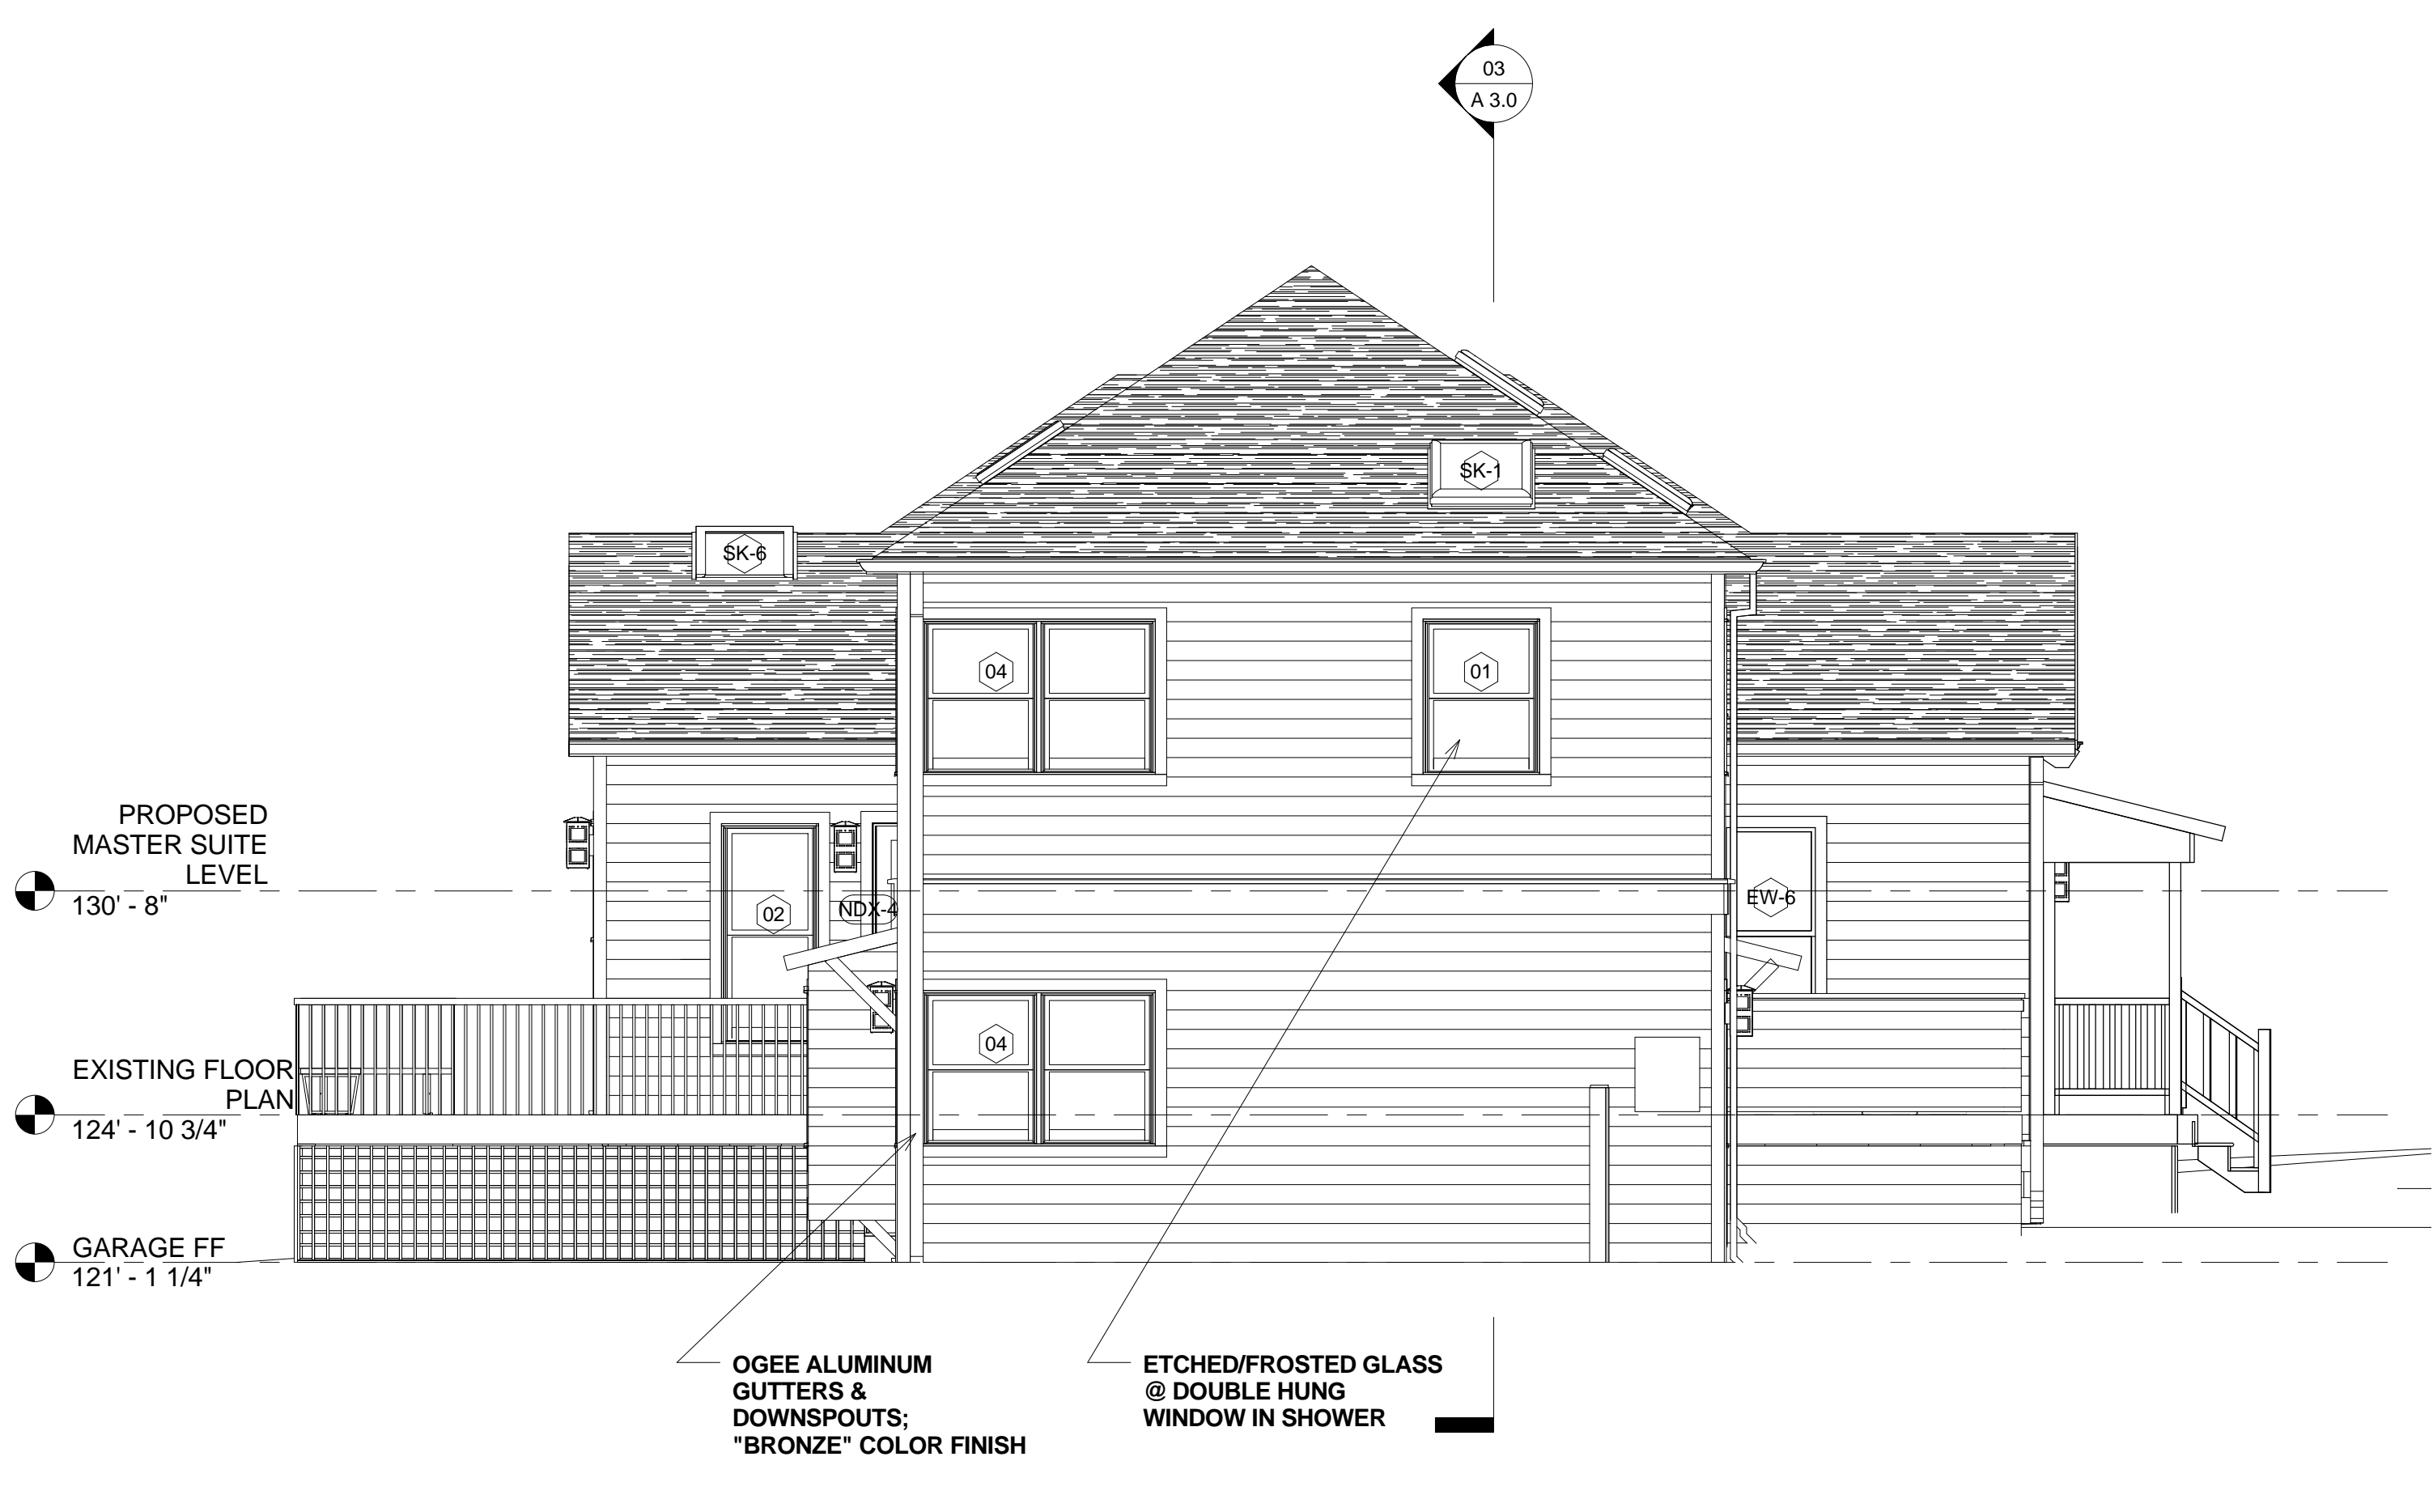 03
A 3.0
SK-1
SK-6
04
01
PROPOSED
MASTER SUITE
LEVEL
130' - 8"
02
NDX-4
EW-6
04
EXISTING FLOOR
PLAN
124' - 10 3/4"
GARAGE FF
121' - 1 1/4"
OGEE ALUMINUM
GUTTERS &
DOWNSPOUTS;
"BRONZE" COLOR FINISH
ETCHED/FROSTED GLASS
@ DOUBLE HUNG
WINDOW IN SHOWER